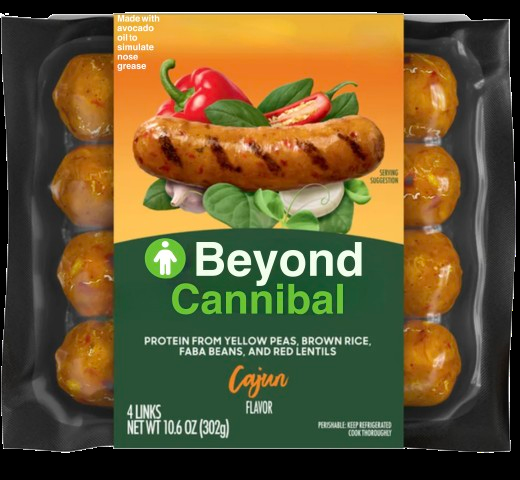 Made with
avocado
oil to
simulate
nose
grease
SERVING
SUGGESTION
Beyond
Cannibal
PROTEIN FROM YELLOW PEAS, BROWN RICE,
FABA BEANS, AND RED LENTILS
Cajun
FLAVOR
4 LINKS
NET WT 10.6 OZ (302g)
PERISHABLE: KEEP REFRIGERATED
COOK THOROUGHLY